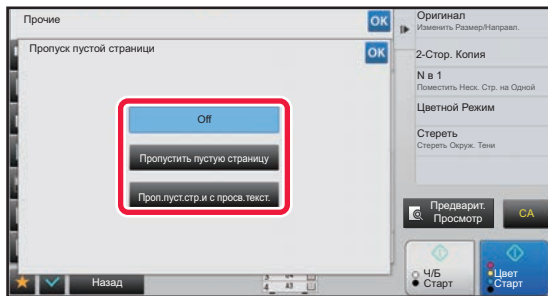 Прочие
OK
Пропуск пустой страницы
OK
Off
Пропустить пустую страницу
Проп.пуст.стр.и с просв.текст.
Назад
4 A3
Оригинал
Изменить Размер/Направл.
2-Стор. Копия
N в 1
Поместить Неск. Стр. на Одной
Цветной Режим
Стереть
Стереть Окруж. Тени
Предварит.
Просмотр
CA
Ч/Б
Старт
Цвет
Старт